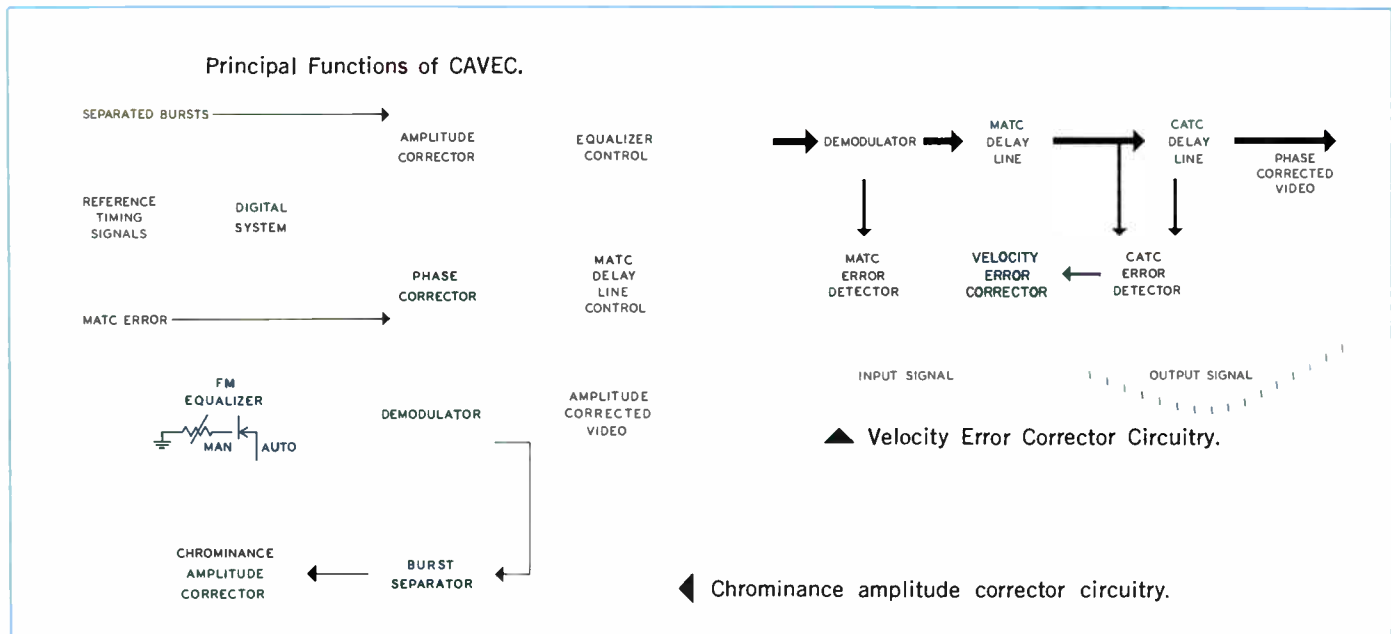 Principal Functions of CAVEC.
SEPARATED BURSTS
AMPLITUDE
CORRECTOR
EQUALIZER
CONTROL
REFERENCE
TIMING
SIGNALS
DIGITAL
SYSTEM
PHASE
CORRECTOR
MATC
DELAY
LINE
CONTROL
MATC ERROR
FM
EQUALIZER
MAN
AUTO
DEMODULATOR
AMPLITUDE
CORRECTED
VIDEO
CHROMINANCE
AMPLITUDE
CORRECTOR
BURST
SEPARATOR
Chrominance amplitude corrector circuitry.
DEMODULATOR
MATC
DELAY
LINE
CATC
DELAY
LINE
PHASE
CORRECTED
VIDEO
MATC
ERROR
DETECTOR
VELOCITY
ERROR
CORRECTOR
CATC
ERROR
DETECTOR
INPUT SIGNAL
OUTPUT SIGNAL
Velocity Error Corrector Circuitry.